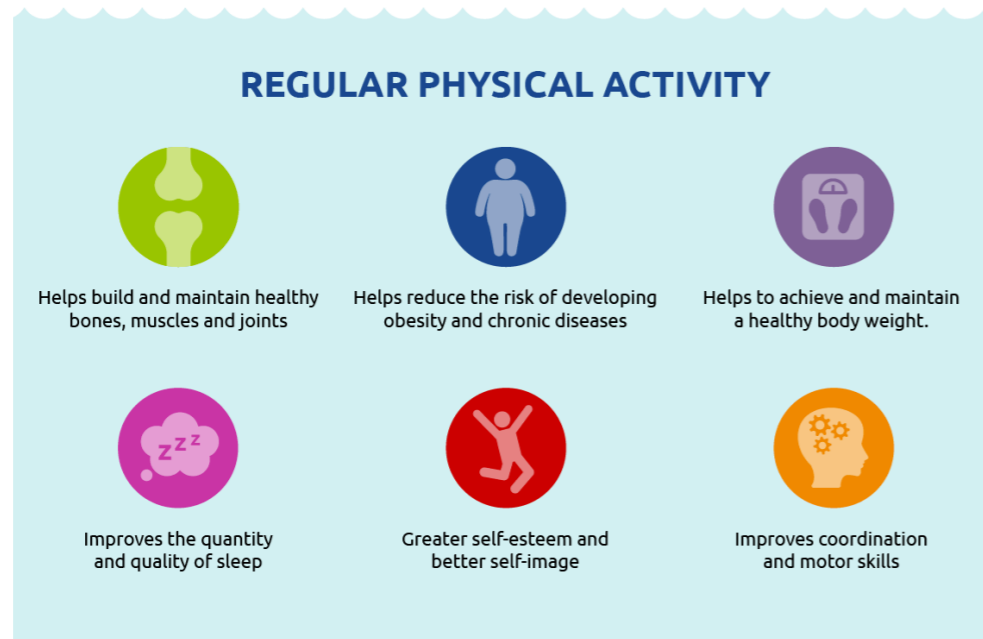 REGULAR PHYSICAL ACTIVITY
Helps build and maintain healthy
bones, muscles and joints
Helps reduce the risk of developing
obesity and chronic diseases
Helps to achieve and maintain
a healthy body weight.
zzz
Improves the quantity
and quality of sleep
Greater self-esteem and
better self-image
Improves coordination
and motor skills